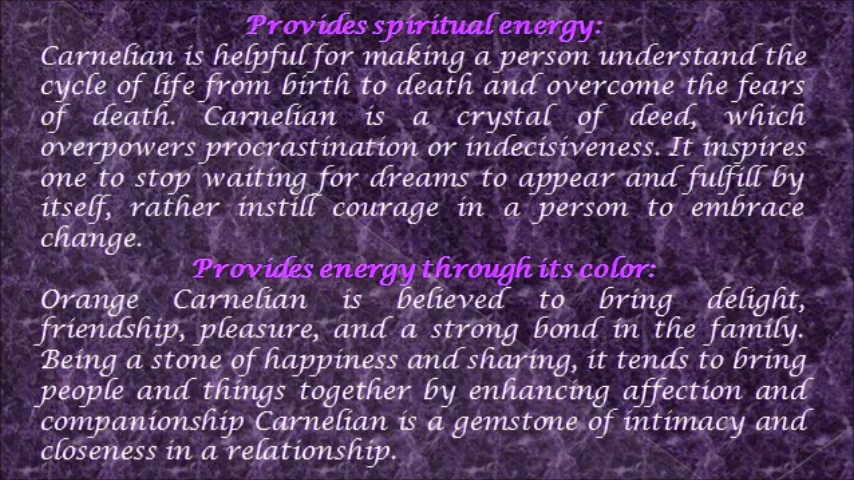 Provides spiritual energy:
Carnelian is helpful for making a person understand the
cycle of life from birth to death and overcome the fears
of death. Carnelian is a crystal of deed, which
overpowers procrastination or indecisiveness. It inspires
one to stop waiting for dreams to appear and fulfill by
itself, rather instill courage in a person to embrace
change.
Provides energy through its color:
Orange Carnelian is believed to bring delight,
friendship, pleasure, and a strong bond in the family.
Being a stone of happiness and sharing, it tends to bring
people and things together by enhancing affection and
companionship Carnelian is a gemstone of intimacy and
closeness in a relationship.